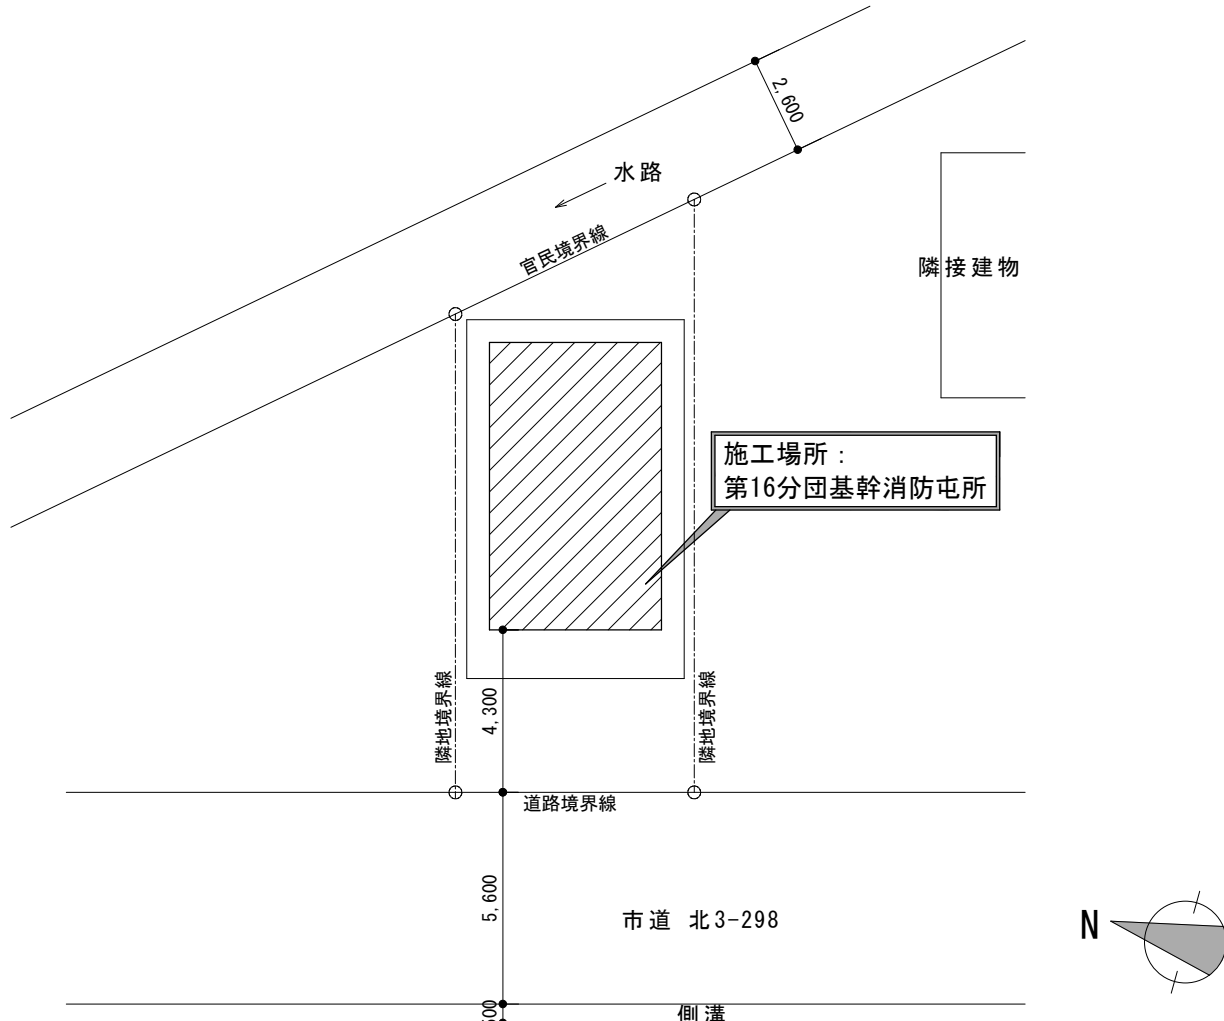 2,600
水路
官民境界線
隣接建物
施工場所：
第16分団基幹消防屯所
隣地境界線
4,300
隣地境界線
道路境界線
5,600
市道 北3-298
N
側溝